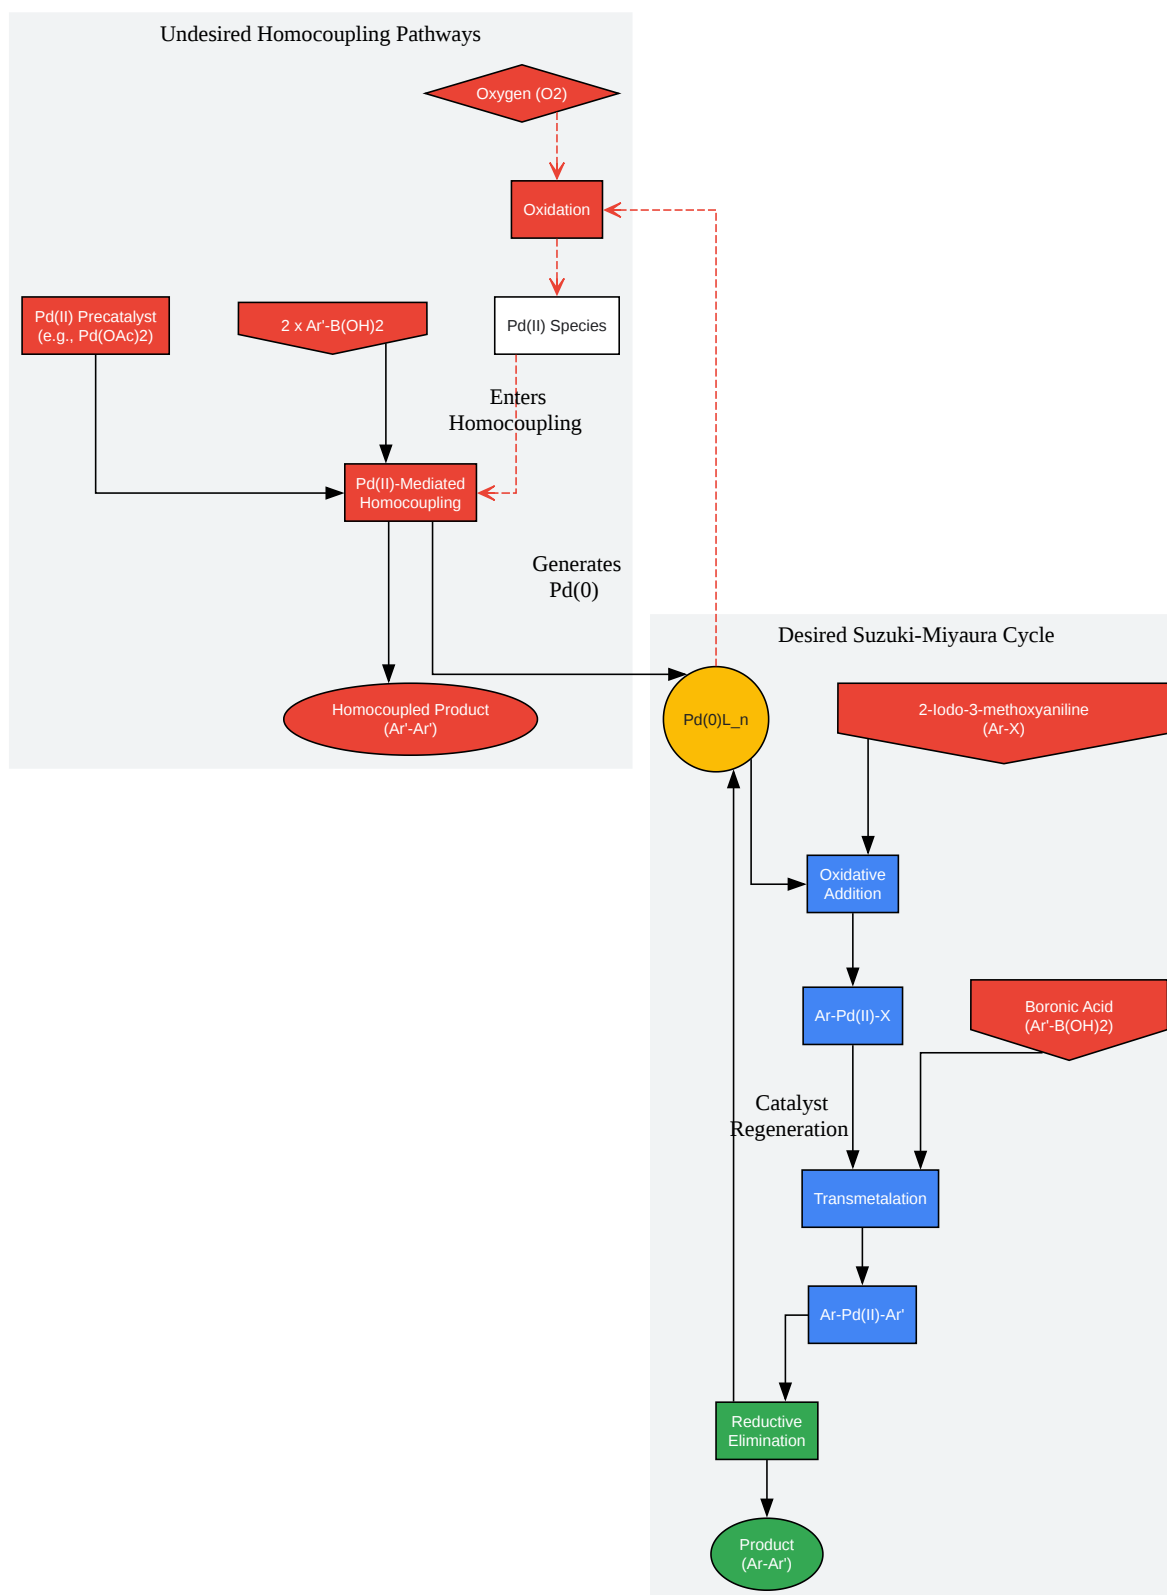 Undesired Homocoupling Pathways
Oxygen (O2)
Oxidation
Pd(II) Precatalyst
(e.g., Pd(OAc)2)
2 x Ar'-B(OH)2
Pd(II) Species
Enters
Homocoupling
Pd(II)-Mediated
Homocoupling
Generates
Pd(0)
Homocoupled Product
(Ar'-Ar')
Desired Suzuki-Miyaura Cycle
Pd(0)L_n
2-Iodo-3-methoxyaniline
(Ar-X)
Oxidative
Addition
Ar-Pd(II)-X
Boronic Acid
(Ar'-B(OH)2)
Catalyst
Regeneration
Transmetalation
Ar-Pd(II)-Ar'
Reductive
Elimination
Product
(Ar-Ar')